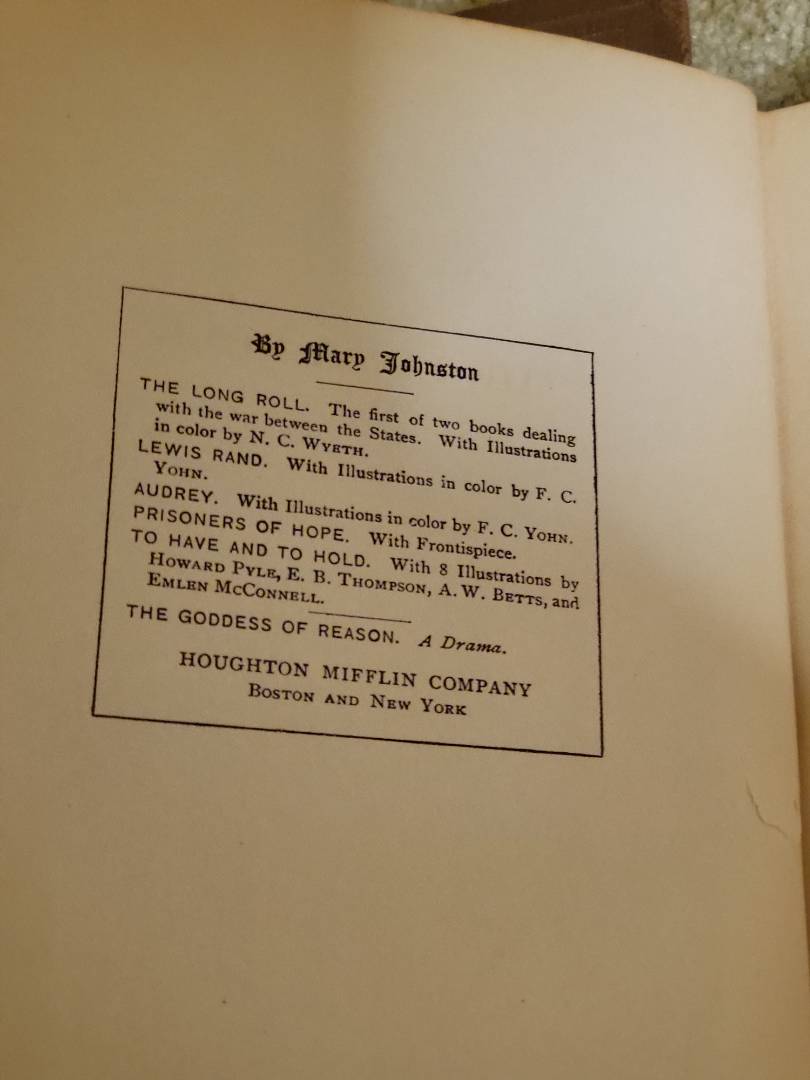 By Mary Johnston
THE LONG ROLL. The first of two books dealing
with the war between the States. With Illustrations
in color by N. C. WYETH.
LEWIS RAND. With Illustrations in color by F. C.
YOHN.
AUDREY. With Illustrations in color by F. C. YOHN.
PRISONERS OF HOPE. With Frontispiece.
TO HAVE AND TO HOLD. With 8 Illustrations by
HOWARD PYLE, E. B. THOMPSON, A. W. BETTS, and
EMLEN MCCONNELL.
THE GODDESS OF REASON. A Drama.
HOUGHTON MIFFLIN COMPANY
BOSTON AND NEW YORK